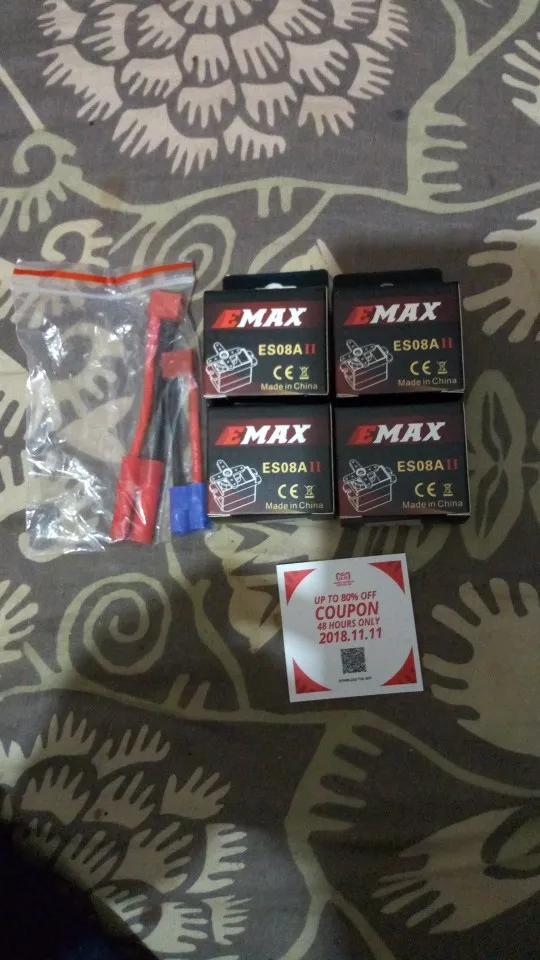 EMAX
ES08A II
CE
Made in China
EMAX
ES08A II
CE
Made in China
EMAX
ES08A II
CE
Made in China
EMAX
ES08A II
CE
Made in China
UP TO 80% OFF
COUPON
48 HOURS ONLY
2018.11.11